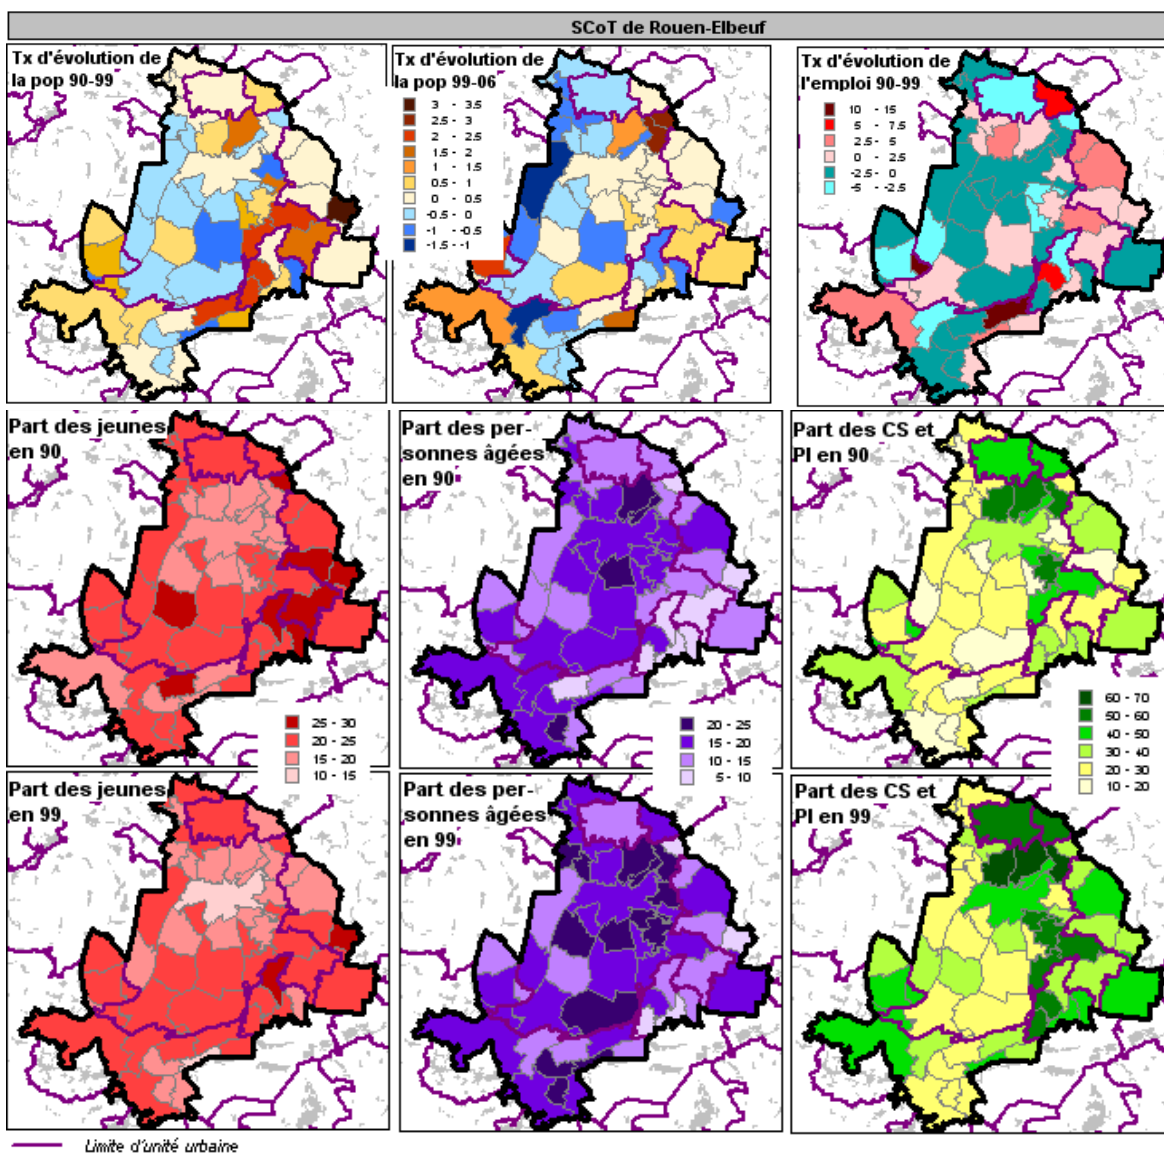 SCoT de Rouen-Elbeuf
Tx d'évolution de
la pop 90-99
Tx d'évolution de
la pop 99-06
3 - 3.5
2.5 - 3
2 - 2.5
1.5 - 2
1 - 1.5
0.5 - 1
0 - 0.5
-0.5 - 0
-1 - -0.5
-1.5 - -1
Tx d'évolution de
l'emploi 90-99
10 - 15
5 - 7.5
2.5 - 5
0 - 2.5
-2.5 - 0
-5 - -2.5
Part des jeunes
en 90
25 - 30
20 - 25
15 - 20
10 - 15
Part des per-
sonnes âgées
en 90
20 - 25
15 - 20
10 - 15
5 - 10
Part des CS et
PI en 90
60 - 70
50 - 60
40 - 50
30 - 40
20 - 30
10 - 20
Part des jeunes
en 99
Part des per-
sonnes âgées
en 99
Part des CS et
PI en 99
Limite d'unité urbaine